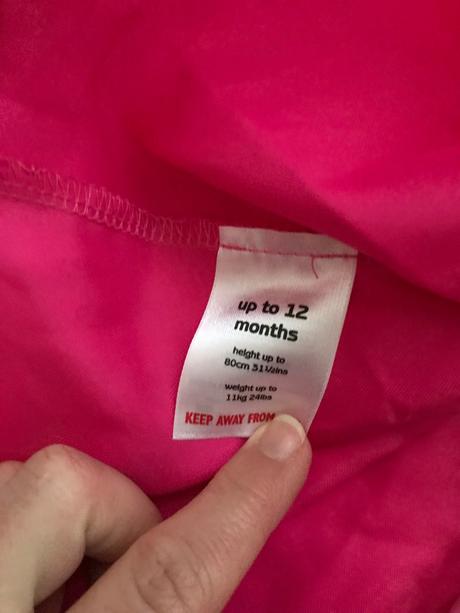 up to 12
months
height up to
80cm 31½ins
weight up to
11kg 24lbs
KEEP AWAY FROM